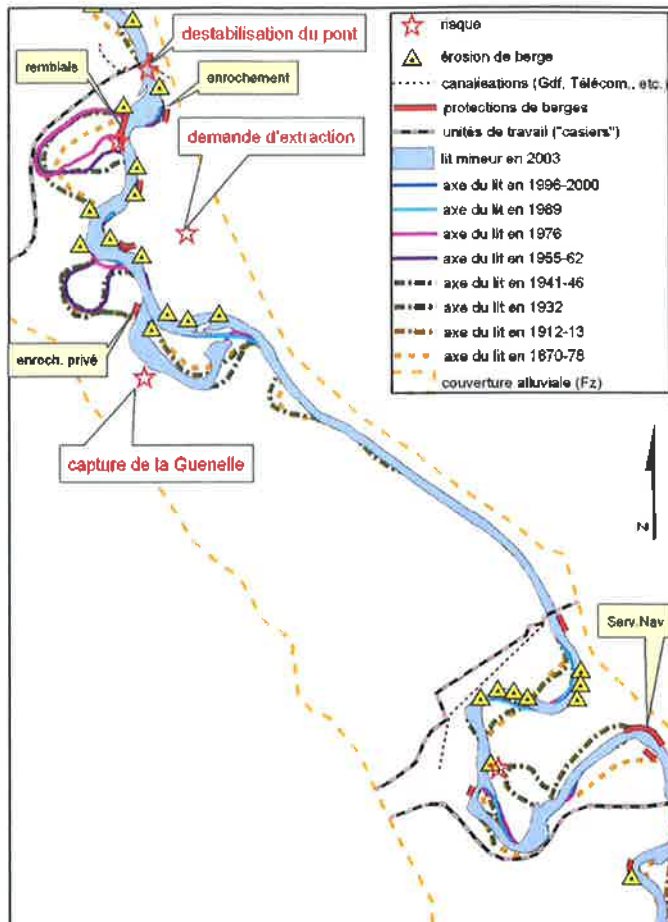 destabilisation du pont
remblais
enrochement
demande d'extraction
enroch. privé
capture de la Guenelle
Serv.Nav
risque
érosion de berge
canalisations (Gdf, Télécom., etc.)
protections de berges
unités de travail ("casiers")
lit mineur en 2003
axe du lit en 1996-2000
axe du lit en 1989
axe du lit en 1976
axe du lit en 1955-62
axe du lit en 1941-46
axe du lit en 1932
axe du lit en 1912-13
axe du lit en 1870-78
couverture alluviale (Fz)
N